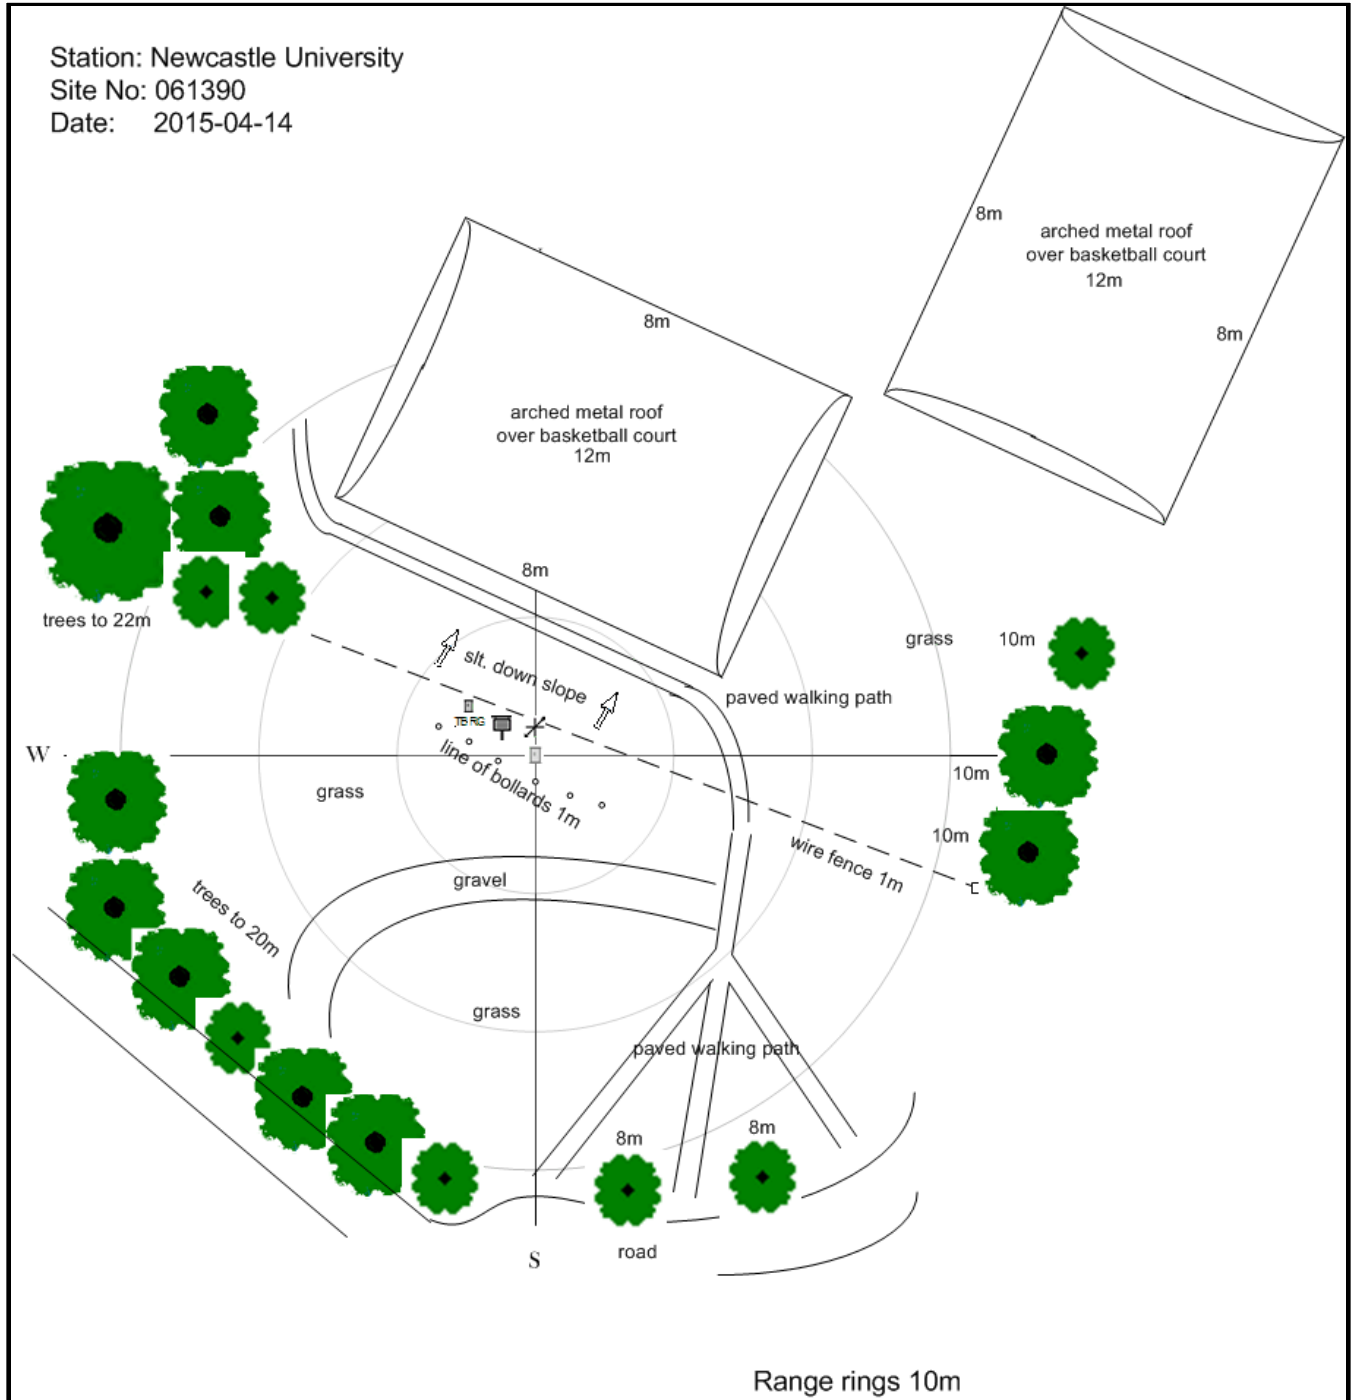 Station: Newcastle University
Site No: 061390
Date: 2015-04-14
8m
arched metal roof
over basketball court
12m
8m
8m
arched metal roof
over basketball court
12m
8m
trees to 22m
grass
10m
slt. down slope
paved walking path
TBRG
W
line of bollards 1m
grass
10m
10m
wire fence 1m
gravel
trees to 20m
grass
paved walking path
8m
8m
road
S
Range rings 10m